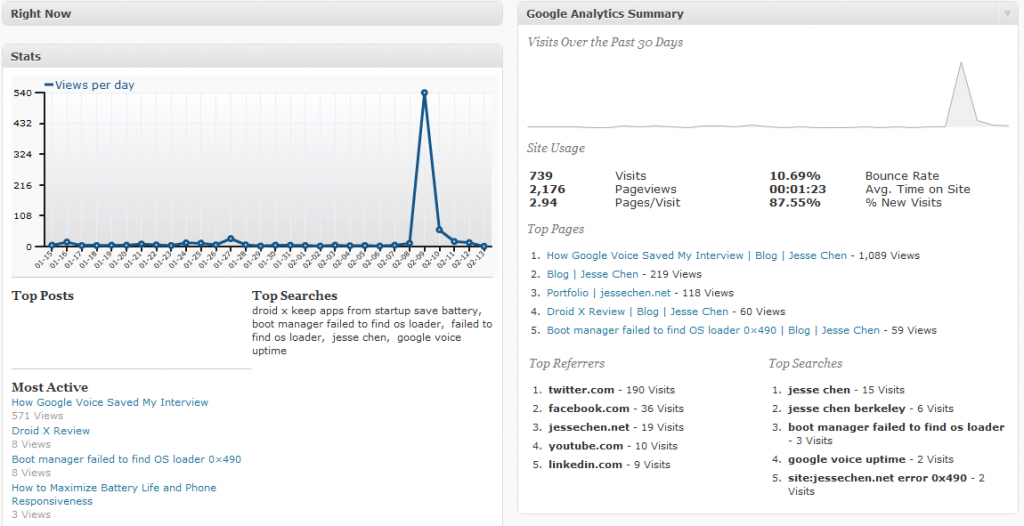 Right Now
Stats
Views per day
540
432
324
216
108
0
01-15 01-16 01-17 01-18 01-19 01-20 01-21 01-22 01-23 01-24 01-25 01-26 01-27 01-28 01-29 01-30 01-31 02-01 02-02 02-03 02-04 02-05 02-06 02-07 02-08 02-09 02-10 02-11 02-12 02-13
Top Posts
Top Searches
droid x keep apps from startup save battery,
boot manager failed to find os loader, failed to
find os loader, jesse chen, google voice
uptime
Most Active
How Google Voice Saved My Interview
571 Views
Droid X Review
8 Views
Boot manager failed to find OS loader 0×490
8 Views
How to Maximize Battery Life and Phone
Responsiveness
3 Views
Google Analytics Summary
Visits Over the Past 30 Days
Site Usage
739 Visits 10.69% Bounce Rate
2,176 Pageviews 00:01:23 Avg. Time on Site
2.94 Pages/Visit 87.55% % New Visits
Top Pages
1. How Google Voice Saved My Interview | Blog | Jesse Chen - 1,089 Views
2. Blog | Jesse Chen - 219 Views
3. Portfolio | jessechen.net - 118 Views
4. Droid X Review | Blog | Jesse Chen - 60 Views
5. Boot manager failed to find OS loader 0×490 | Blog | Jesse Chen - 59 Views
Top Referrers
1. twitter.com - 190 Visits
2. facebook.com - 36 Visits
3. jessechen.net - 19 Visits
4. youtube.com - 10 Visits
5. linkedin.com - 9 Visits
Top Searches
1. jesse chen - 15 Visits
2. jesse chen berkeley - 6 Visits
3. boot manager failed to find os loader
- 3 Visits
4. google voice uptime - 2 Visits
5. site:jessechen.net error 0x490 - 2
Visits